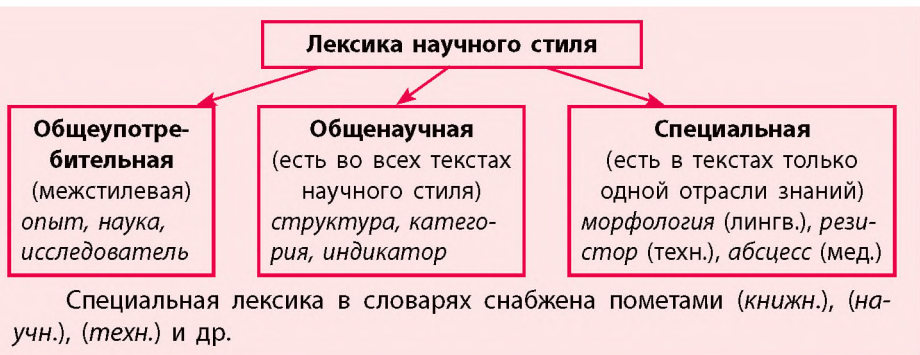 Лексика научного стиля
Общеупотре-
бительная
(межстилевая)
опыт, наука,
исследователь
Общенаучная
(есть во всех текстах
научного стиля)
структура, катего-
рия, индикатор
Специальная
(есть в текстах только
одной отрасли знаний)
морфология (лингв.), рези-
стор (техн.), абсцесс (мед.)
Специальная лексика в словарях снабжена пометами (книжн.), (на-
учн.), (техн.) и др.